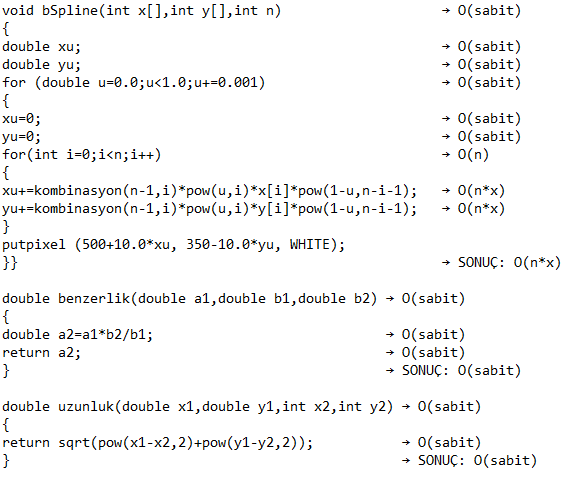 void bSpline(int x[],int y[],int n) → O(sabit)
{
double xu; → O(sabit)
double yu; → O(sabit)
for (double u=0.0;u<1.0;u+=0.001) → O(sabit)
{
xu=0; → O(sabit)
yu=0; → O(sabit)
for(int i=0;i<n;i++) → O(n)
{
xu+=kombinasyon(n-1,i)*pow(u,i)*x[i]*pow(1-u,n-i-1); → O(n*x)
yu+=kombinasyon(n-1,i)*pow(u,i)*y[i]*pow(1-u,n-i-1); → O(n*x)
}
putpixel (500+10.0*xu, 350-10.0*yu, WHITE);
}} → SONUÇ: O(n*x)
double benzerlik(double a1,double b1,double b2) → O(sabit)
{
double a2=a1*b2/b1; → O(sabit)
return a2; → O(sabit)
} → SONUÇ: O(sabit)
double uzunluk(double x1,double y1,int x2,int y2) → O(sabit)
{
return sqrt(pow(x1-x2,2)+pow(y1-y2,2)); → O(sabit)
} → SONUÇ: O(sabit)